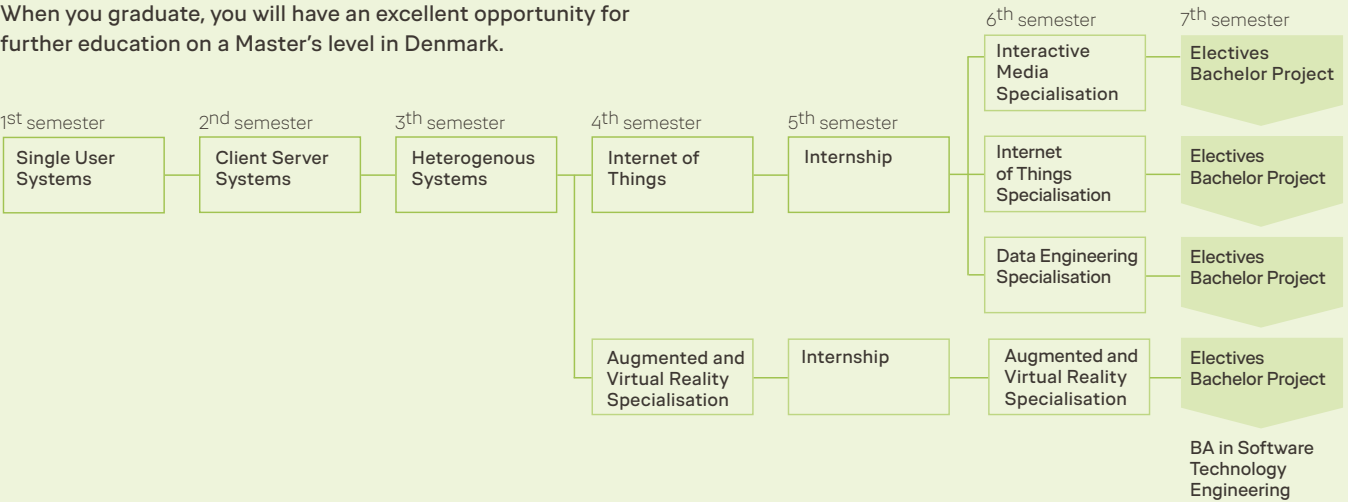 When you graduate, you will have an excellent opportunity for
further education on a Master's level in Denmark.
1st semester
Single User
Systems
2nd semester
Client Server
Systems
3th semester
Heterogenous
Systems
4th semester
Internet of
Things
5th semester
Internship
6th semester
Interactive
Media
Specialisation
7th semester
Electives
Bachelor Project
Internet
of Things
Specialisation
Electives
Bachelor Project
Data Engineering
Specialisation
Electives
Bachelor Project
Augmented and
Virtual Reality
Specialisation
Internship
Augmented and
Virtual Reality
Specialisation
Electives
Bachelor Project
BA in Software
Technology
Engineering